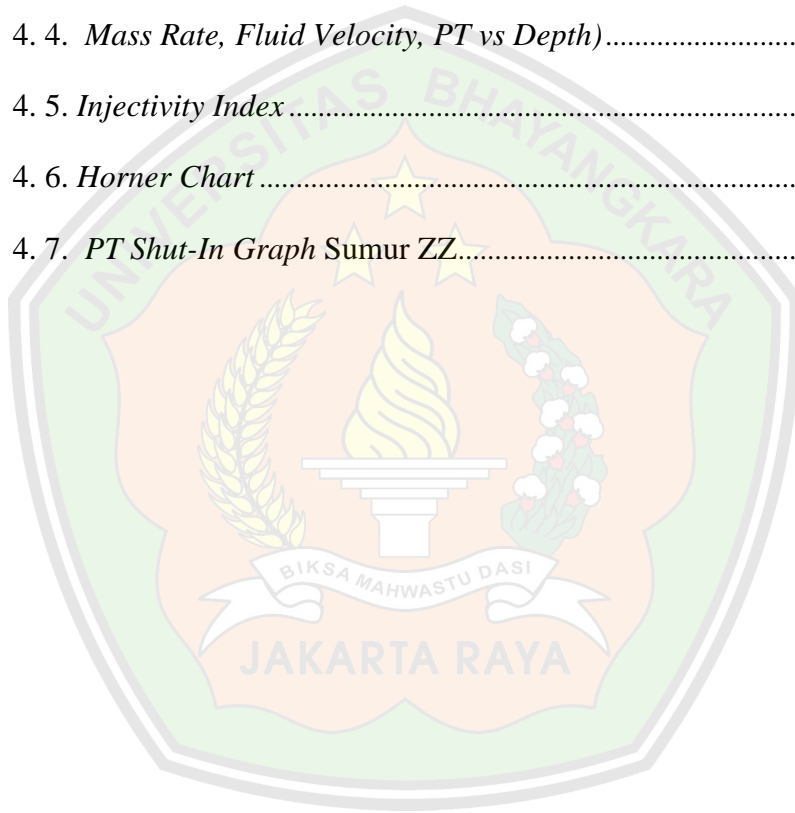 4. 4. Mass Rate, Fluid Velocity, PT vs Depth)................................
4. 5. Injectivity Index................................................................................
4. 6. Horner Chart....................................................................................
4. 7. PT Shut-In Graph Sumur ZZ.........................................................
UNIVERSITAS BHAYANGKARA
BIKSA MAHWASTU DASI
JAKARTA RAYA